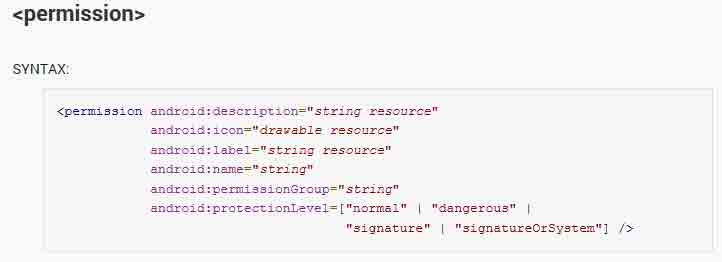 <permission>
SYNTAX:
<permission android:description="string resource"
android:icon="drawable resource"
android:label="string resource"
android:name="string"
android:permissionGroup="string"
android:protectionLevel=["normal" | "dangerous" |
"signature" | "signatureOrSystem"] />